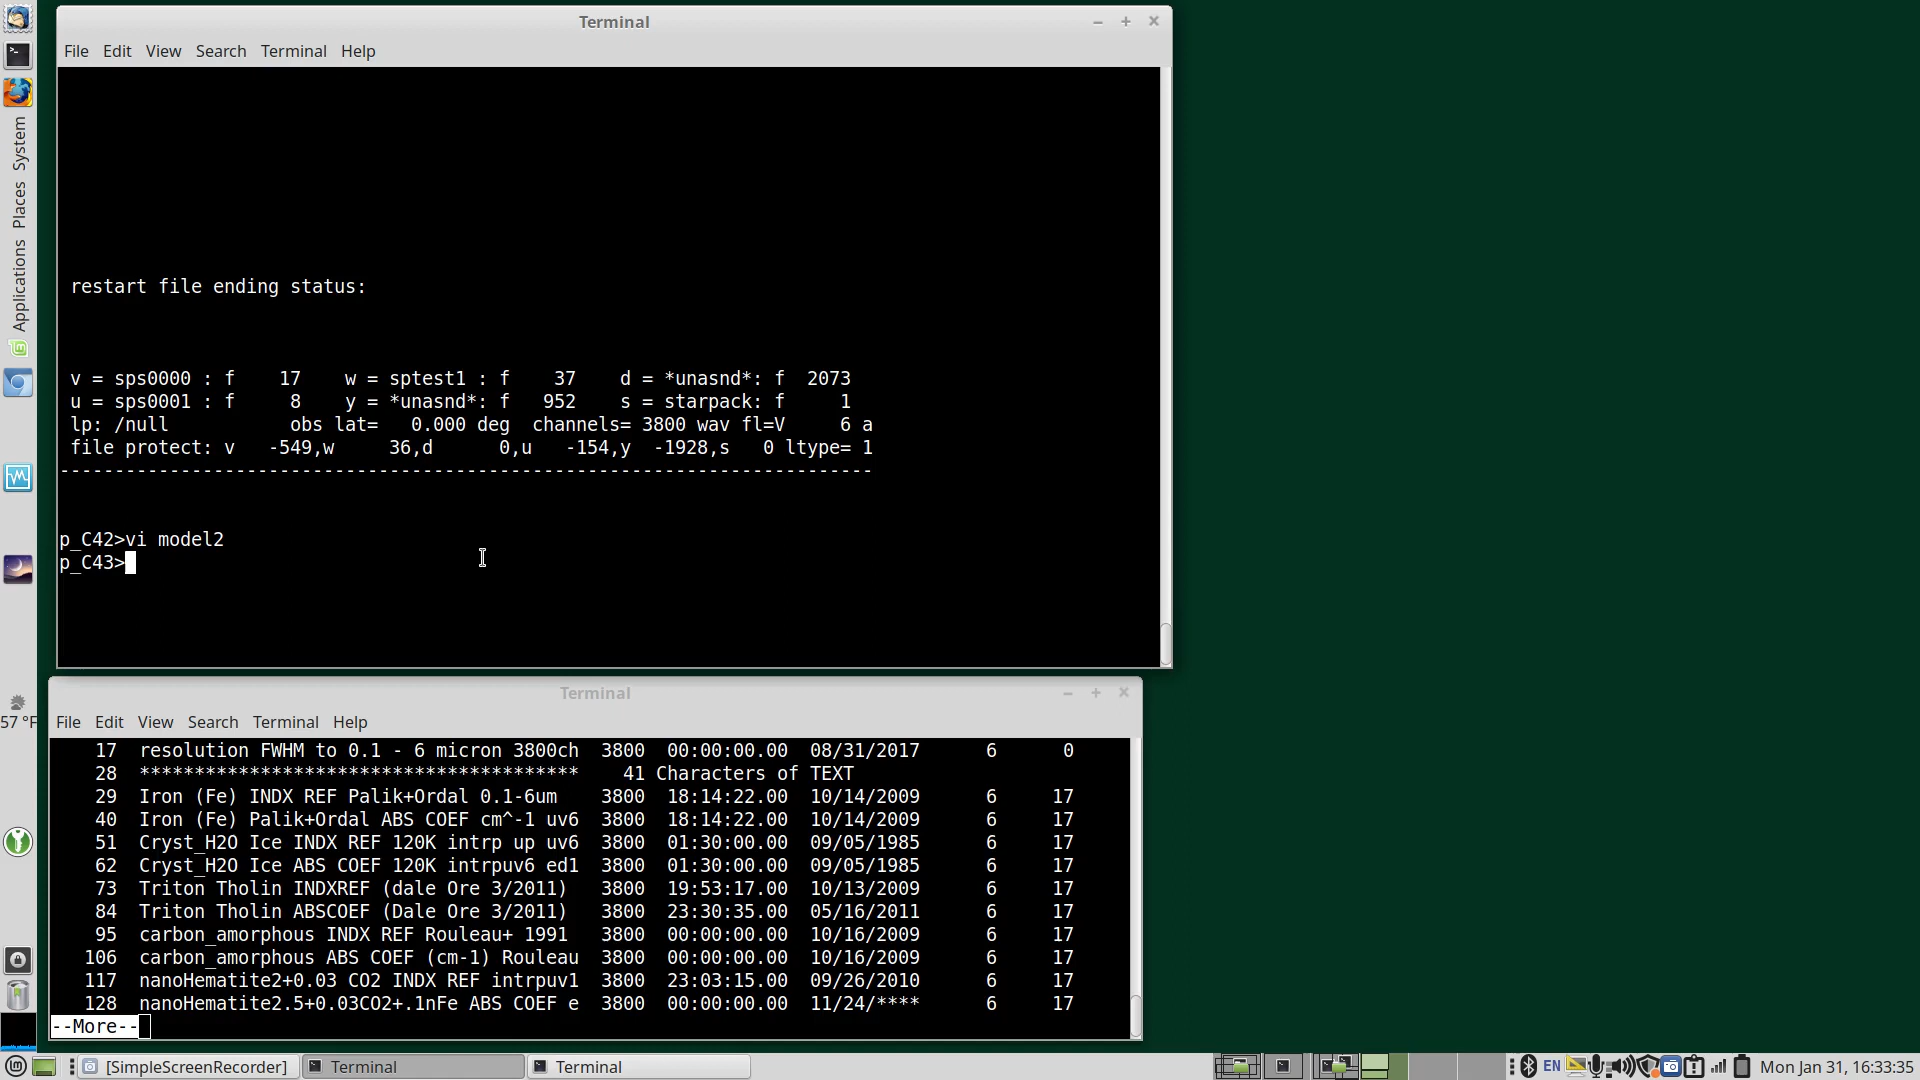 Terminal
File Edit View Search Terminal Help
restart file ending status:
v = sps0000 : f    17    w = sptest1 : f    37    d = *unasnd*: f  2073
u = sps0001 : f     8    y = *unasnd*: f   952    s = starpack: f     1
lp: /null           obs lat=   0.000 deg  channels= 3800 wav fl=V     6 a
file protect: v   -549,w     36,d      0,u   -154,y  -1928,s   0 ltype= 1
--------------------------------------------------------------------------
p_C42>vi model2
p_C43>
Terminal
File Edit View Search Terminal Help
17  resolution FWHM to 0.1 - 6 micron 3800ch  3800  00:00:00.00  08/31/2017      6      0
28  ****************************************    41 Characters of TEXT
29  Iron (Fe) INDX REF Palik+Ordal 0.1-6um    3800  18:14:22.00  10/14/2009      6     17
40  Iron (Fe) Palik+Ordal ABS COEF cm^-1 uv6  3800  18:14:22.00  10/14/2009      6     17
51  Cryst_H2O Ice INDX REF 120K intrp up uv6  3800  01:30:00.00  09/05/1985      6     17
62  Cryst_H2O Ice ABS COEF 120K intrpuv6 ed1  3800  01:30:00.00  09/05/1985      6     17
73  Triton Tholin INDXREF (dale Ore 3/2011)   3800  19:53:17.00  10/13/2009      6     17
84  Triton Tholin ABSCOEF (Dale Ore 3/2011)   3800  23:30:35.00  05/16/2011      6     17
95  carbon_amorphous INDX REF Rouleau+ 1991   3800  00:00:00.00  10/16/2009      6     17
106  carbon_amorphous ABS COEF (cm-1) Rouleau  3800  00:00:00.00  10/16/2009      6     17
117  nanoHematite2+0.03 CO2 INDX REF intrpuv1  3800  23:03:15.00  09/26/2010      6     17
128  nanoHematite2.5+0.03CO2+.1nFe ABS COEF e  3800  00:00:00.00  11/24/****      6     17
--More--
System
Places
Applications
57 °F
[SimpleScreenRecorder]
Terminal
Terminal
EN
Mon Jan 31, 16:33:35